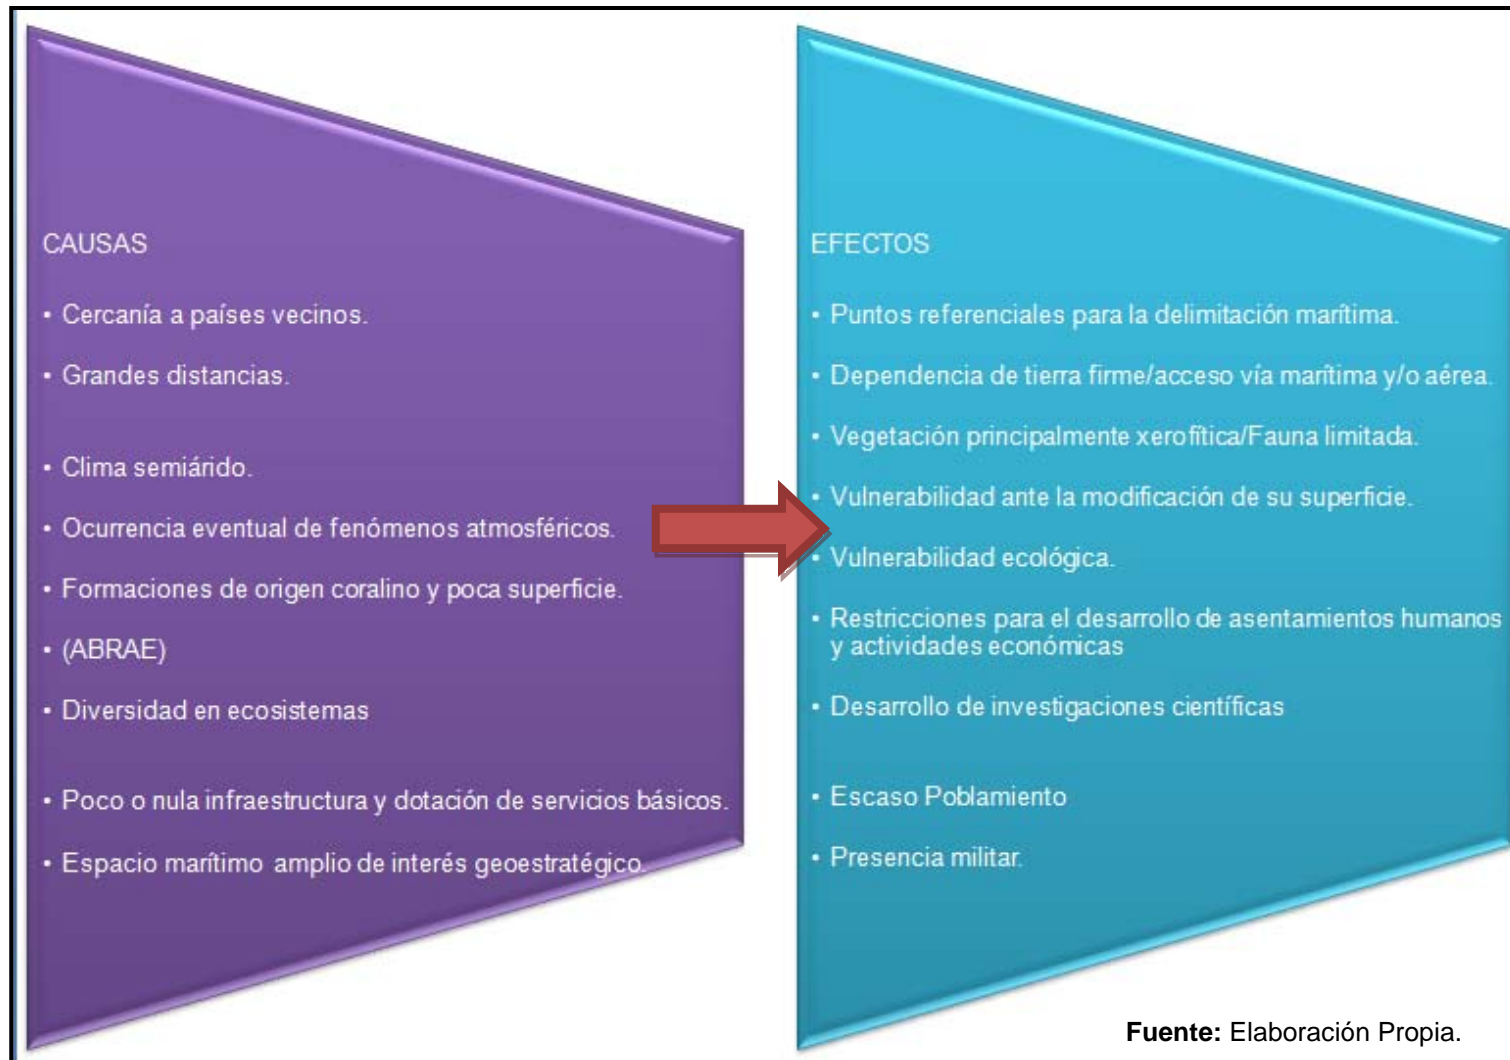 CAUSAS
• Cercanía a países vecinos.
• Grandes distancias.
• Clima semiárido.
• Ocurrencia eventual de fenómenos atmosféricos.
• Formaciones de origen coralino y poca superficie.
• (ABRAE)
• Diversidad en ecosistemas
• Poco o nula infraestructura y dotación de servicios básicos.
• Espacio marítimo amplio de interés geoestratégico.
EFECTOS
• Puntos referenciales para la delimitación marítima.
• Dependencia de tierra firme/acceso vía marítima y/o aérea.
• Vegetación principalmente xerofítica/Fauna limitada.
• Vulnerabilidad ante la modificación de su superficie.
• Vulnerabilidad ecológica.
• Restricciones para el desarrollo de asentamientos humanos
y actividades económicas
• Desarrollo de investigaciones científicas
• Escaso Poblamiento
• Presencia militar.
Fuente: Elaboración Propia.